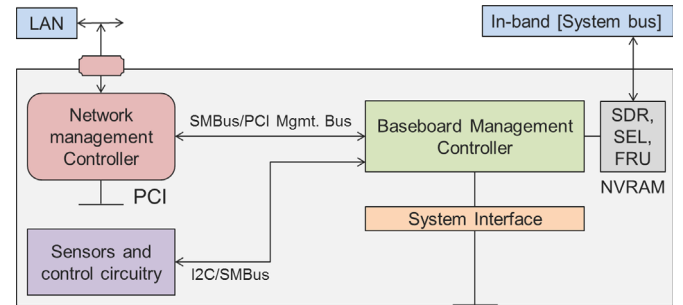 LAN
In-band [System bus]
Network
management
Controller
SMBus/PCI Mgmt. Bus
Baseboard Management
Controller
SDR,
SEL,
FRU
NVRAM
PCI
System Interface
Sensors and
control circuitry
I2C/SMBus